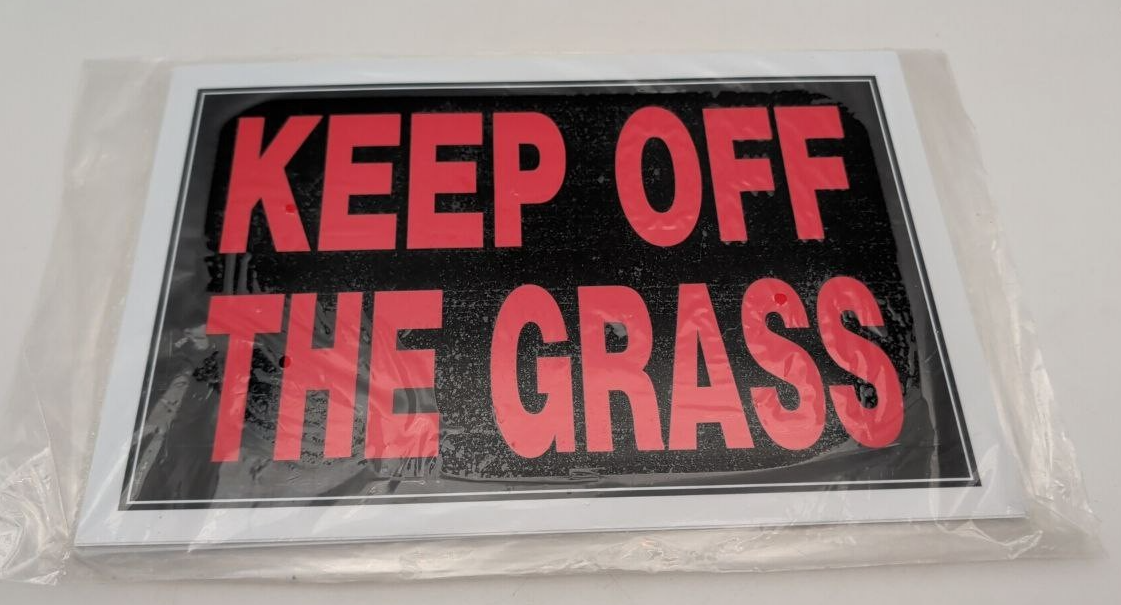 KEEP OFF
THE GRASS